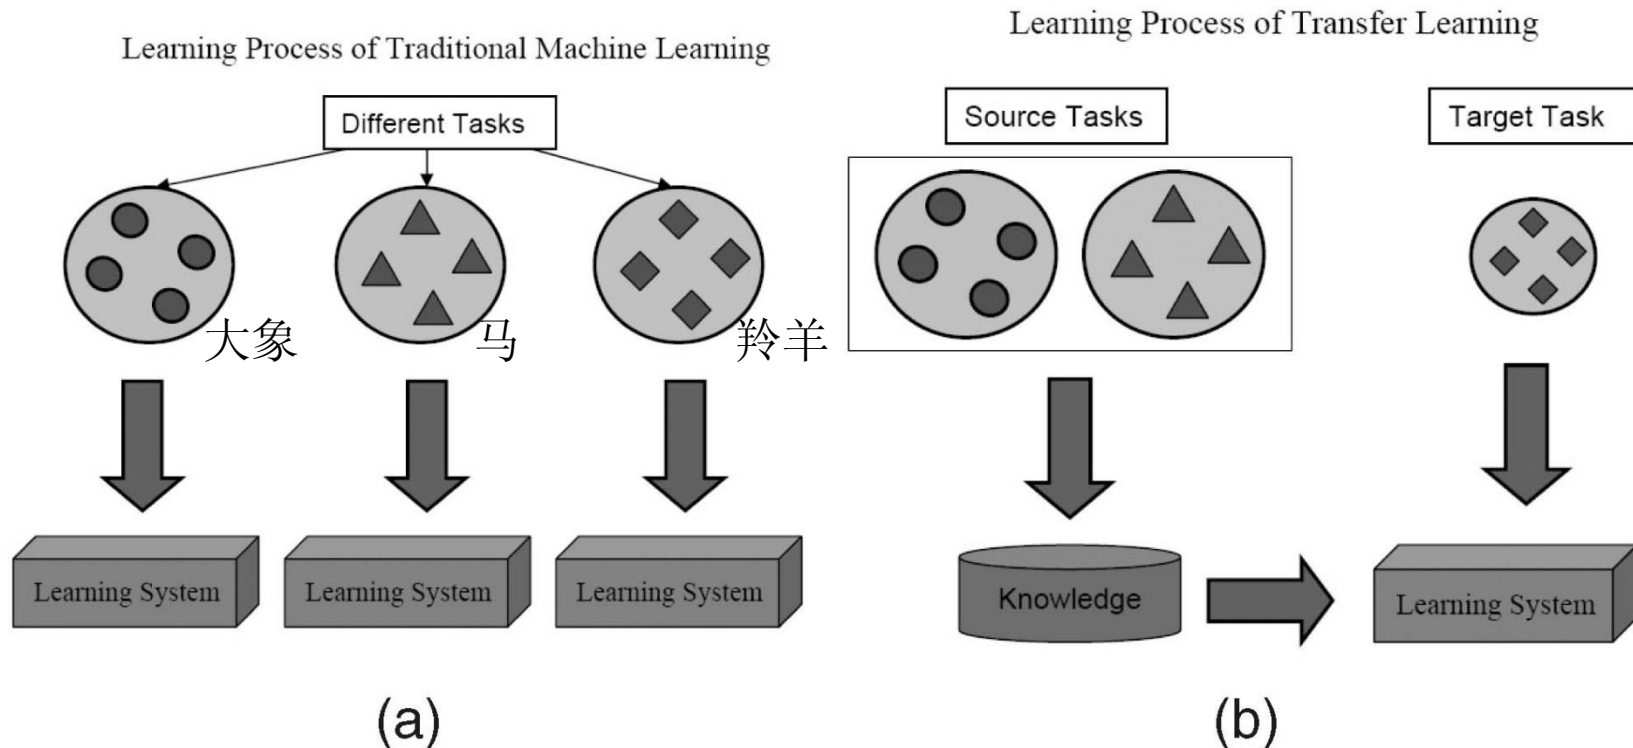 Learning Process of Traditional Machine Learning
Different Tasks
大象
马
羚羊
Learning System
Learning System
Learning System
(a)
Learning Process of Transfer Learning
Source Tasks
Target Task
Knowledge
Learning System
(b)